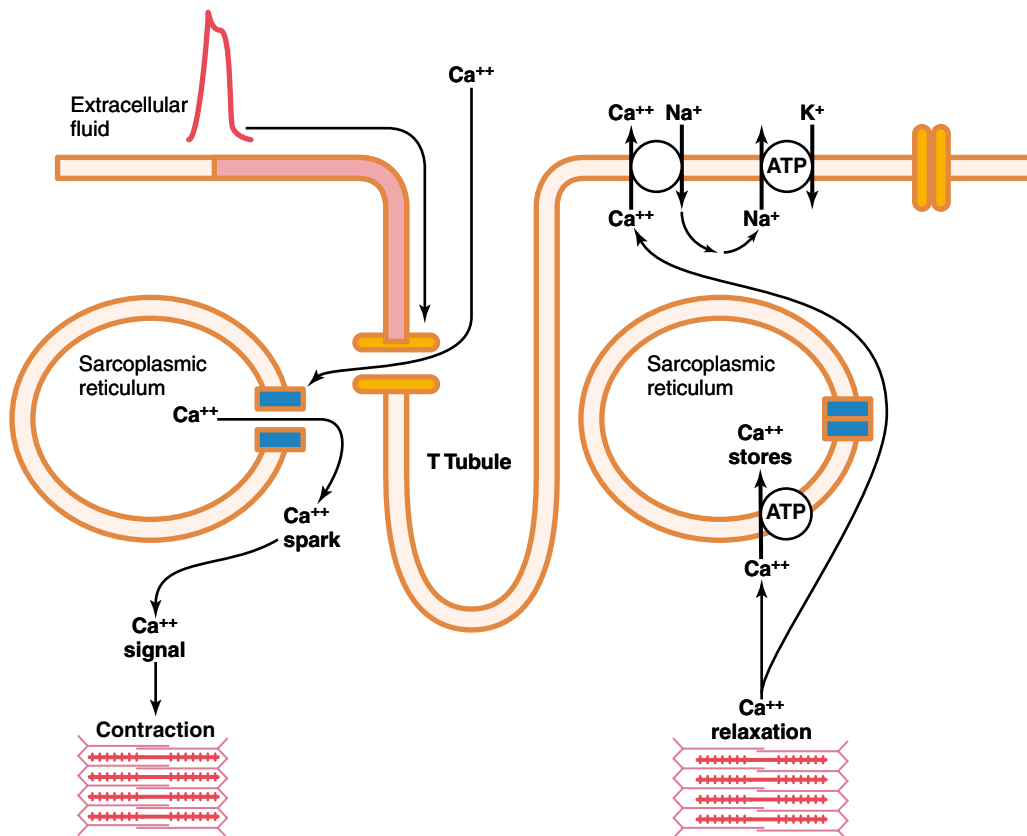 Extracellular
fluid
Ca⁺⁺
Ca⁺⁺ Na⁺
K⁺
ATP
Ca⁺⁺
Na⁺
Sarcoplasmic
reticulum
Ca⁺⁺
T Tubule
Ca⁺⁺
spark
Ca⁺⁺
signal
Contraction
Sarcoplasmic
reticulum
Ca⁺⁺
stores
ATP
Ca⁺⁺
Ca⁺⁺
relaxation